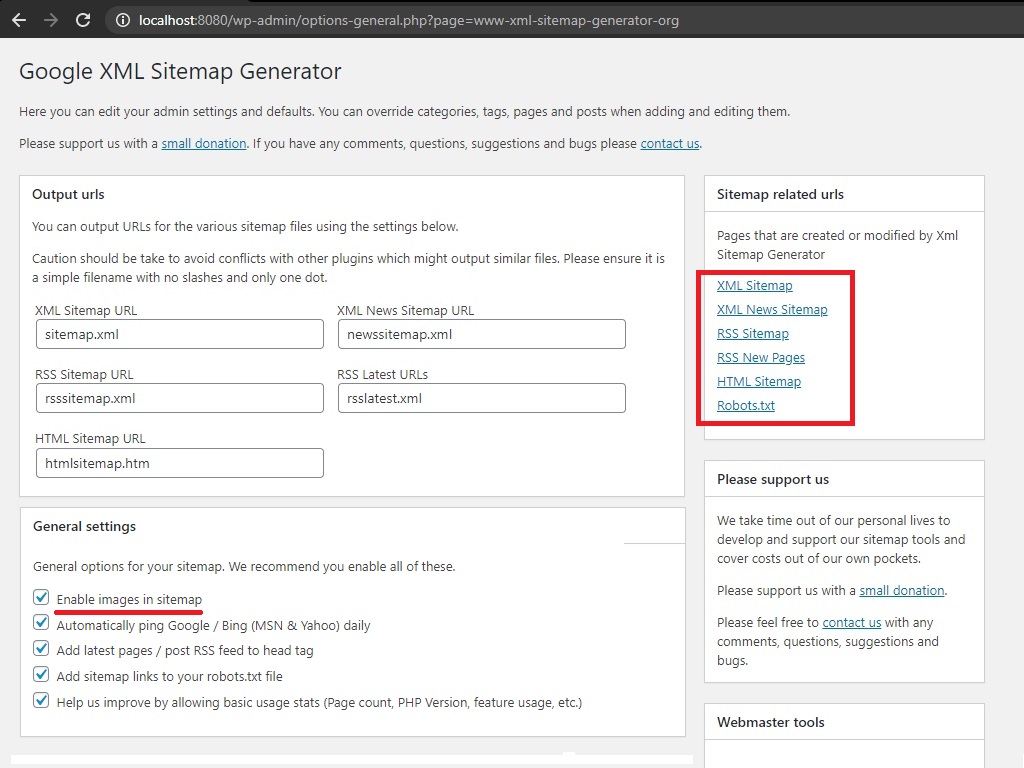 localhost:8080/wp-admin/options-general.php?page=www-xml-sitemap-generator-org
Google XML Sitemap Generator
Here you can edit your admin settings and defaults. You can override categories, tags, pages and posts when adding and editing them.
Please support us with a small donation. If you have any comments, questions, suggestions and bugs please contact us.
Output urls
You can output URLs for the various sitemap files using the settings below.
Caution should be take to avoid conflicts with other plugins which might output similar files. Please ensure it is
a simple filename with no slashes and only one dot.
XML Sitemap URL
sitemap.xml
XML News Sitemap URL
newssitemap.xml
RSS Sitemap URL
rsssitemap.xml
RSS Latest URLs
rsslatest.xml
HTML Sitemap URL
htmlsitemap.htm
General settings
General options for your sitemap. We recommend you enable all of these.
Enable images in sitemap
Automatically ping Google / Bing (MSN & Yahoo) daily
Add latest pages / post RSS feed to head tag
Add sitemap links to your robots.txt file
Help us improve by allowing basic usage stats (Page count, PHP Version, feature usage, etc.)
Sitemap related urls
Pages that are created or modified by Xml
Sitemap Generator
XML Sitemap
XML News Sitemap
RSS Sitemap
RSS New Pages
HTML Sitemap
Robots.txt
Please support us
We take time out of our personal lives to
develop and support our sitemap tools and
cover costs out of our own pockets.
Please support us with a small donation.
Please feel free to contact us with any
comments, questions, suggestions and
bugs.
Webmaster tools